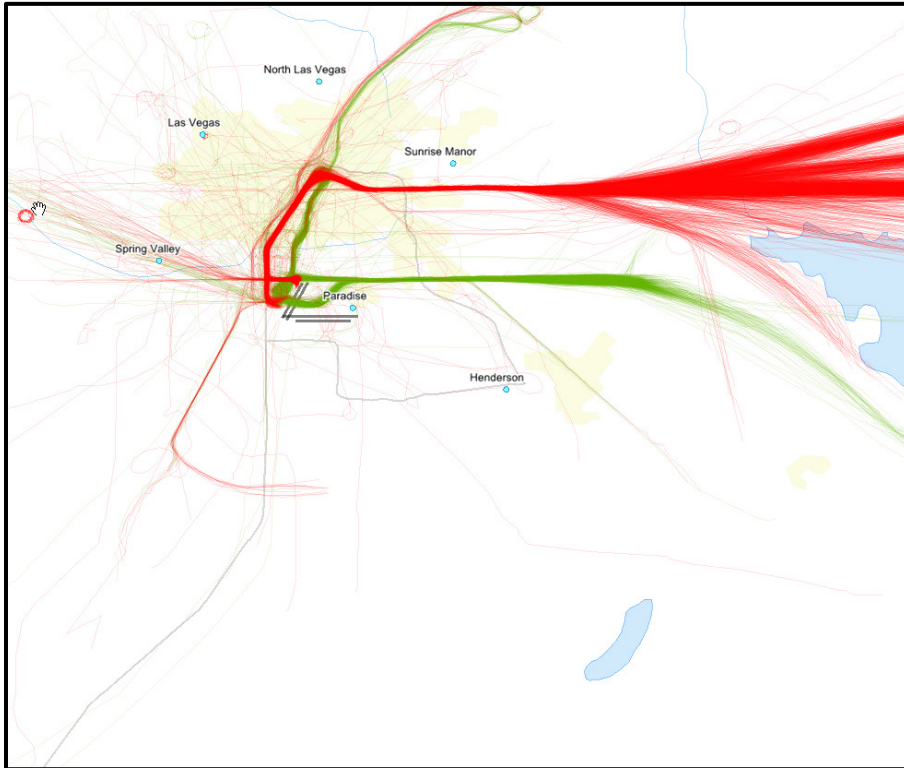 North Las Vegas
Las Vegas
Sunrise Manor
Spring Valley
Paradise
Henderson